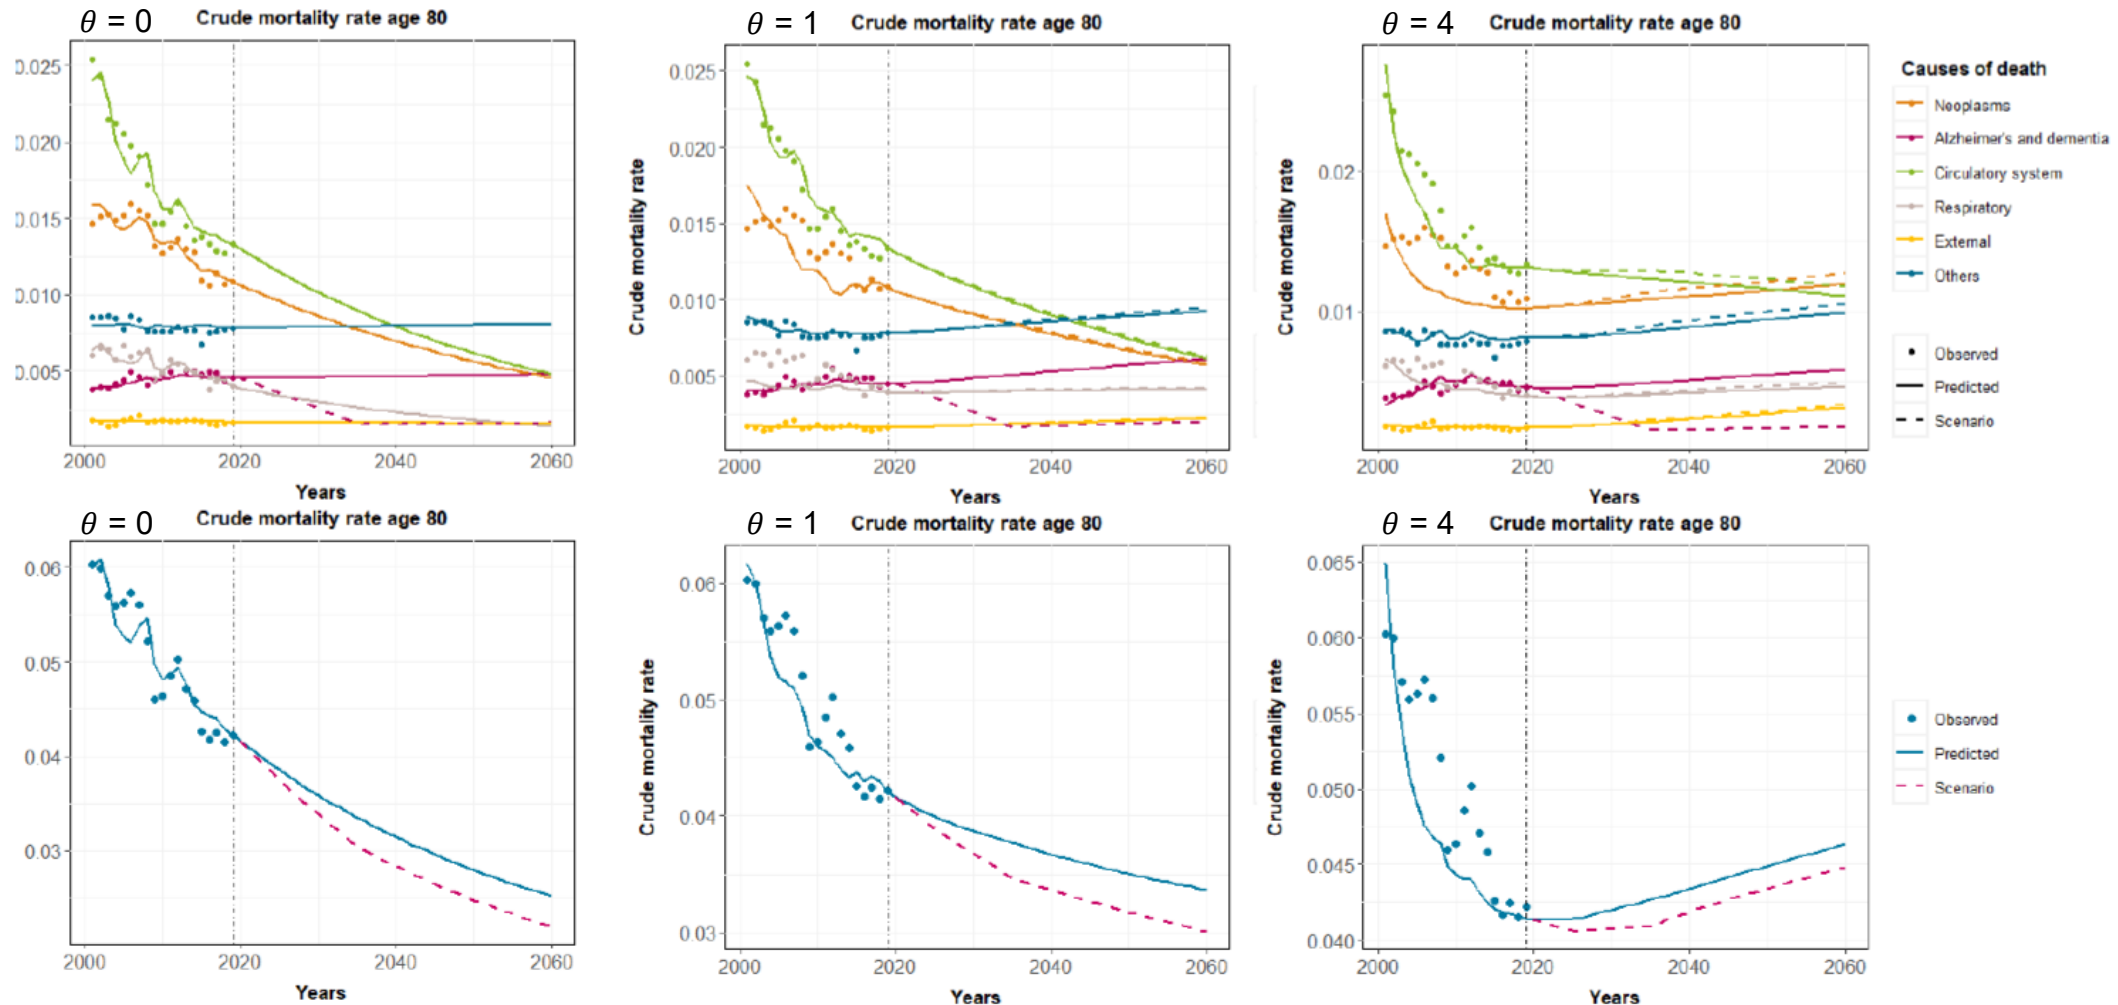 θ = 0 Crude mortality rate age 80
0.025
0.020
0.015
0.010
0.005
2000 2020 2040 2060
Years
θ = 1 Crude mortality rate age 80
Crude mortality rate
0.025
0.020
0.015
0.010
0.005
2000 2020 2040 2060
Years
θ = 4 Crude mortality rate age 80
Crude mortality rate
0.02
0.01
2000 2020 2040 2060
Years
Causes of death
Neoplasms
Alzheimer's and dementia
Circulatory system
Respiratory
External
Others
Observed
Predicted
Scenario
θ = 0 Crude mortality rate age 80
0.06
0.05
0.04
0.03
2000 2020 2040 2060
Years
θ = 1 Crude mortality rate age 80
Crude mortality rate
0.06
0.05
0.04
0.03
2000 2020 2040 2060
Years
θ = 4 Crude mortality rate age 80
Crude mortality rate
0.065
0.060
0.055
0.050
0.045
0.040
2000 2020 2040 2060
Years
Observed
Predicted
Scenario